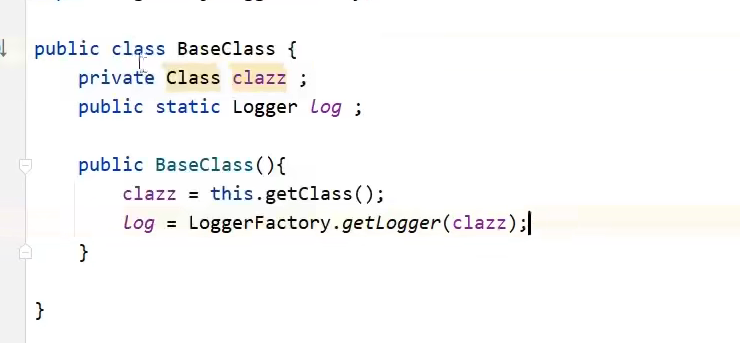 public class BaseClass {
    private Class clazz ;
    public static Logger log ;
    public BaseClass(){
        clazz = this.getClass();
        log = LoggerFactory.getLogger(clazz);
    }
}